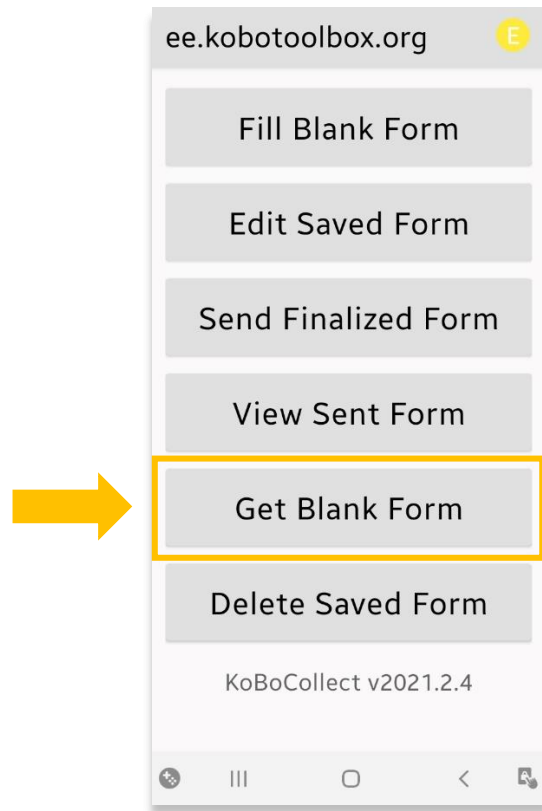 ee.kobotoolbox.org E
Fill Blank Form
Edit Saved Form
Send Finalized Form
View Sent Form
Get Blank Form
Delete Saved Form
KoBoCollect v2021.2.4